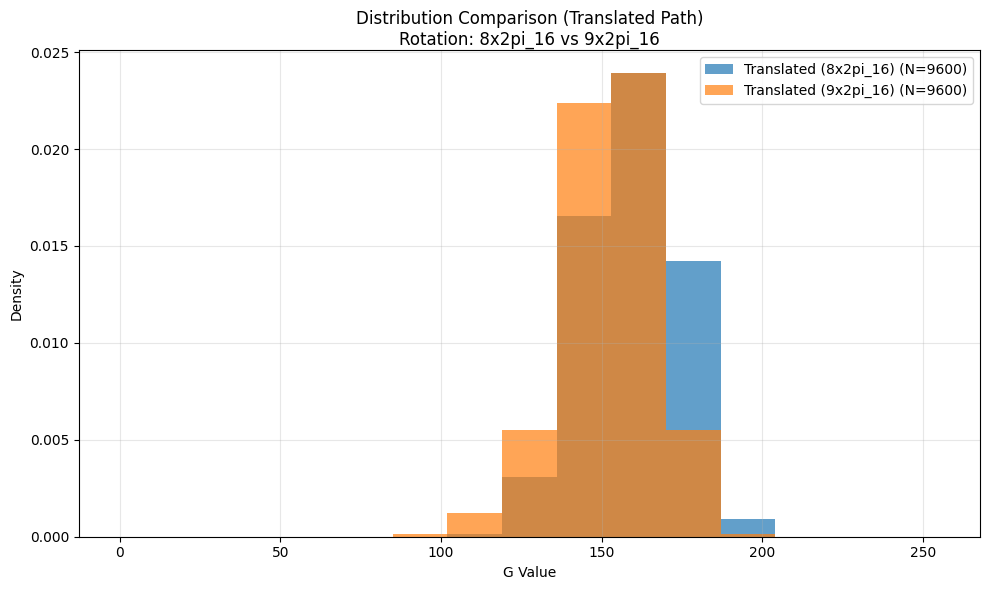 Distribution Comparison (Translated Path)
Rotation: 8x2pi_16 vs 9x2pi_16
Translated (8x2pi_16) (N=9600)
Translated (9x2pi_16) (N=9600)
0.025
0.020
0.015
0.010
0.005
0.000
Density
0 50 100 150 200 250
G Value